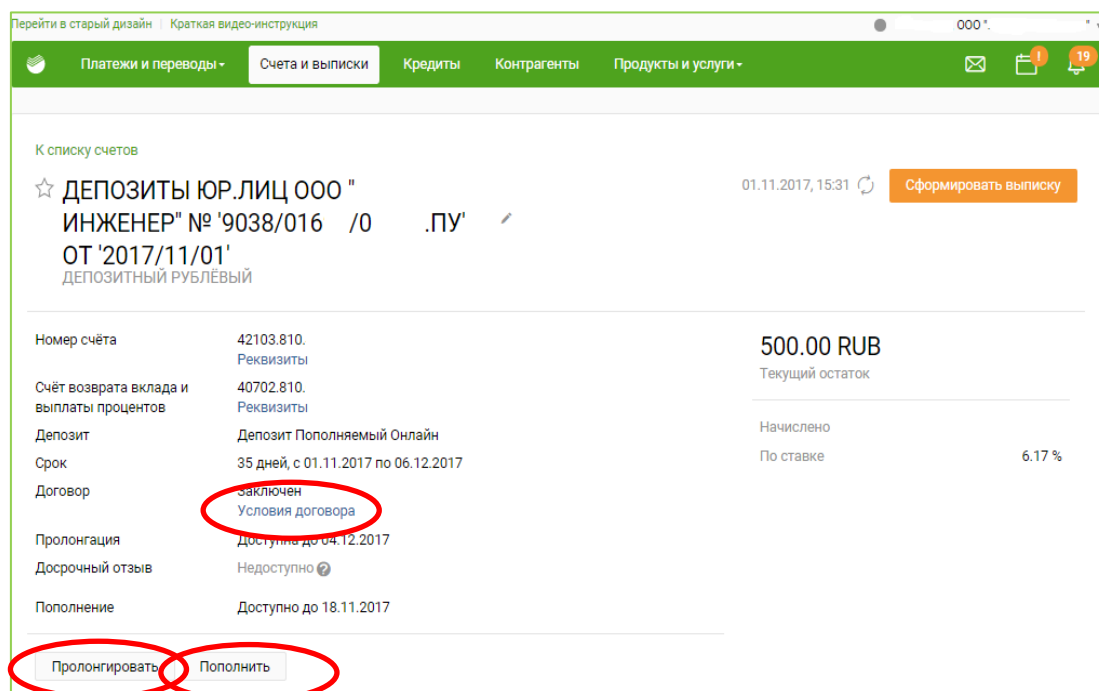 Перейти в старый дизайн | Краткая видео-инструкция
ООО ". "
Платежи и переводы Счета и выписки Кредиты Контрагенты Продукты и услуги ! 19
К списку счетов
ДЕПОЗИТЫ ЮР.ЛИЦ ООО "
ИНЖЕНЕР" № '9038/016 /0 .ПУ'
ОТ '2017/11/01'
ДЕПОЗИТНЫЙ РУБЛЁВЫЙ
01.11.2017, 15:31 Сформировать выписку
Номер счёта 42103.810.
Реквизиты
Счёт возврата вклада и 40702.810.
выплаты процентов Реквизиты
Депозит Депозит Пополняемый Онлайн
Срок 35 дней, с 01.11.2017 по 06.12.2017
Договор Заключен
Условия договора
Пролонгация Доступна до 04.12.2017
Досрочный отзыв Недоступно ?
Пополнение Доступно до 18.11.2017
500.00 RUB
Текущий остаток
Начислено
По ставке 6.17 %
Пролонгировать Пополнить